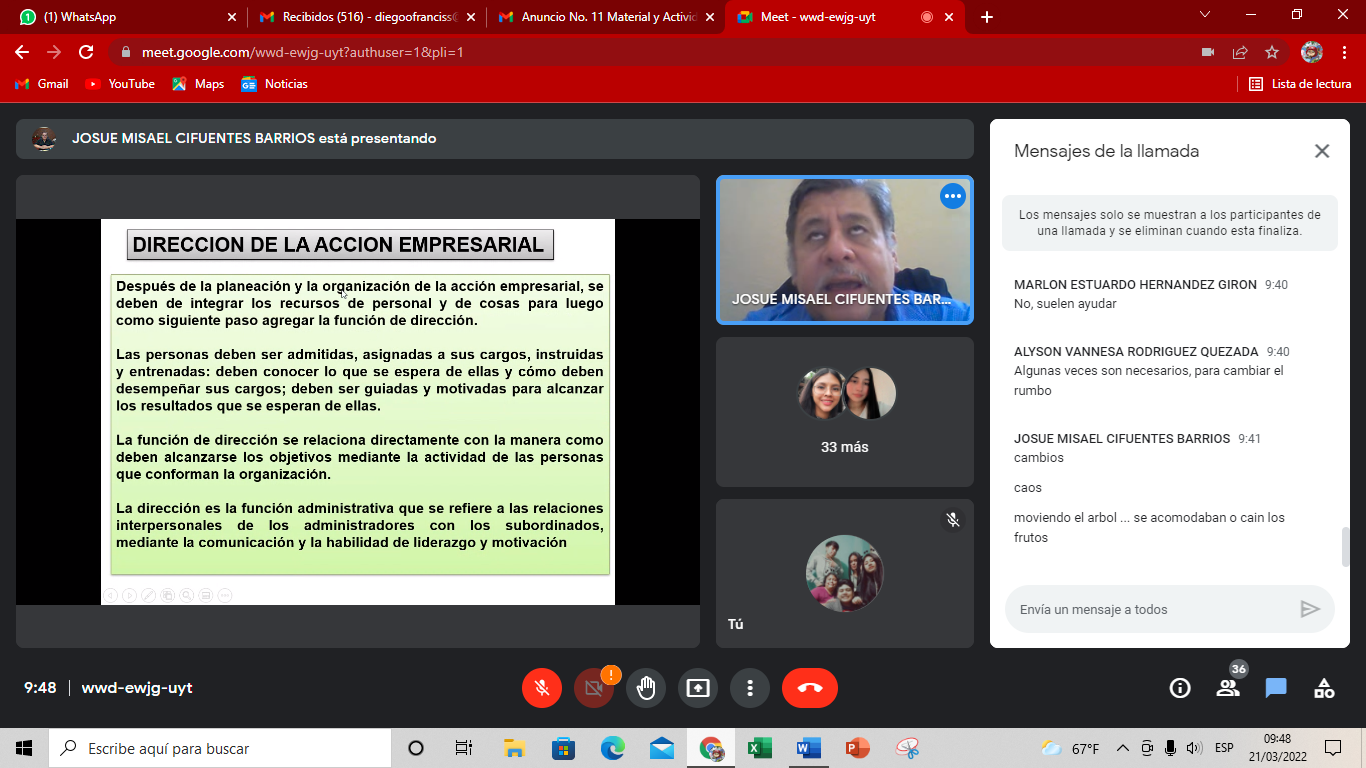 (1) WhatsApp
Recibidos (516) - diegoofranciss
Anuncio No. 11 Material y Activid
Meet - wwd-ewjg-uyt
meet.google.com/wwd-ewjg-uyt?authuser=1&pli=1
Gmail
YouTube
Maps
Noticias
Lista de lectura
JOSUE MISAEL CIFUENTES BARRIOS está presentando
DIRECCION DE LA ACCION EMPRESARIAL
Después de la planeación y la organización de la acción empresarial, se
deben de integrar los recursos de personal y de cosas para luego
como siguiente paso agregar la función de dirección.
Las personas deben ser admitidas, asignadas a sus cargos, instruidas
y entrenadas: deben conocer lo que se espera de ellas y cómo deben
desempeñar sus cargos; deben ser guiadas y motivadas para alcanzar
los resultados que se esperan de ellas.
La función de dirección se relaciona directamente con la manera como
deben alcanzarse los objetivos mediante la actividad de las personas
que conforman la organización.
La dirección es la función administrativa que se refiere a las relaciones
interpersonales de los administradores con los subordinados,
mediante la comunicación y la habilidad de liderazgo y motivación
JOSUE MISAEL CIFUENTES BAR...
33 más
Tú
Mensajes de la llamada
Los mensajes solo se muestran a los participantes de
una llamada y se eliminan cuando esta finaliza.
MARLON ESTUARDO HERNANDEZ GIRON 9:40
No, suelen ayudar
ALYSON VANNESA RODRIGUEZ QUEZADA 9:40
Algunas veces son necesarios, para cambiar el
rumbo
JOSUE MISAEL CIFUENTES BARRIOS 9:41
cambios
caos
moviendo el arbol ... se acomodaban o cain los
frutos
Envía un mensaje a todos
9:48 | wwd-ewjg-uyt
36
Escribe aquí para buscar
67°F
ESP
09:48
21/03/2022